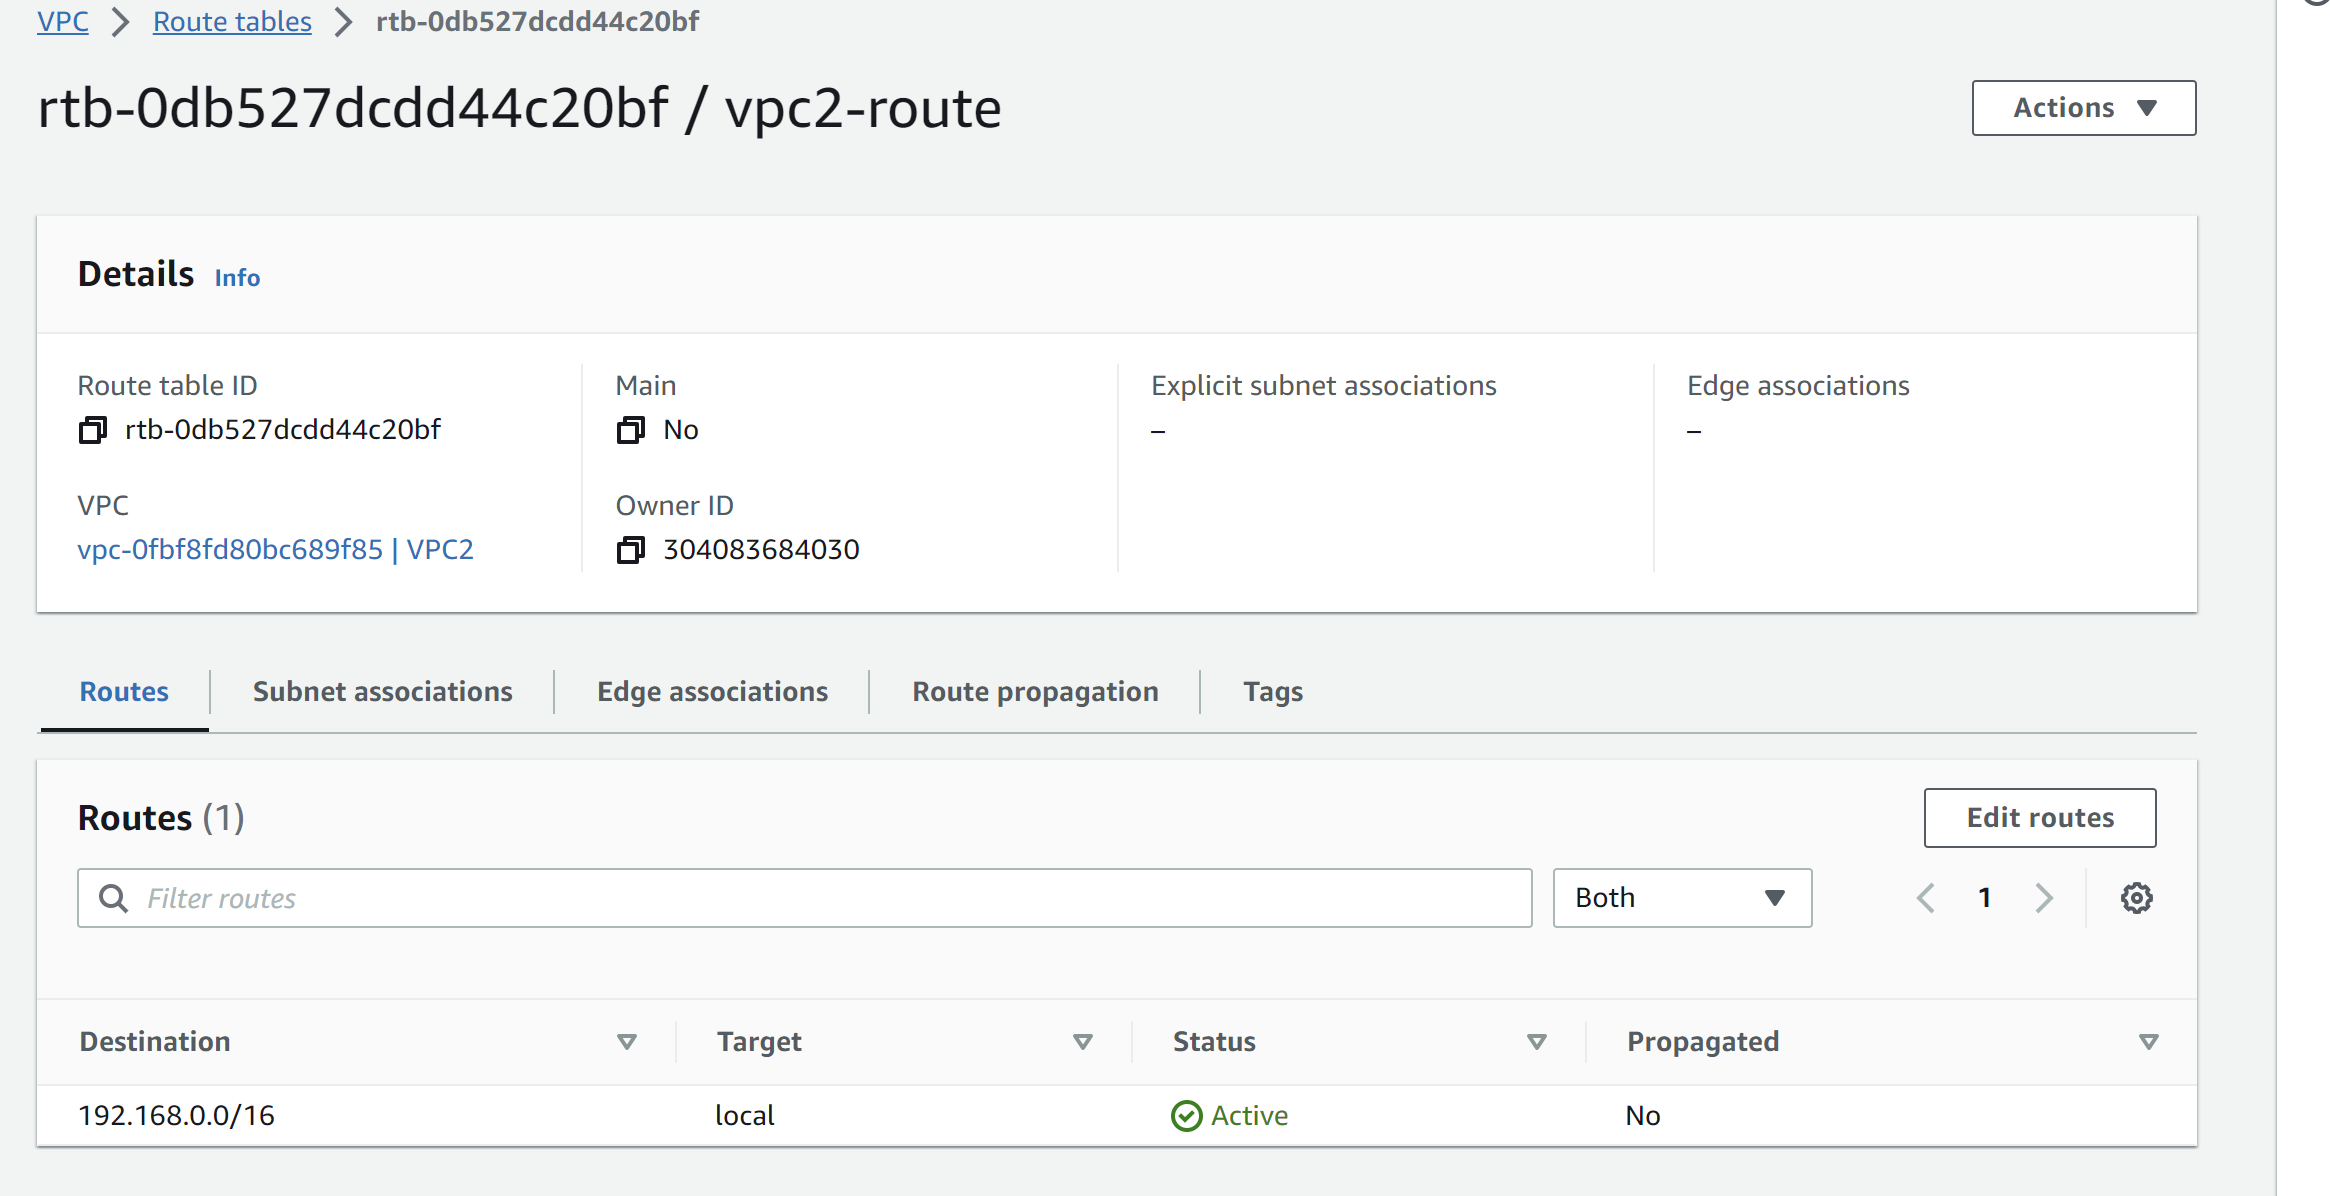 VPC > Route tables > rtb-0db527dcdd44c20bf
rtb-0db527dcdd44c20bf / vpc2-route
Actions
Details Info
Route table ID
rtb-0db527dcdd44c20bf
Main
No
Explicit subnet associations
–
Edge associations
–
VPC
vpc-0fbf8fd80bc689f85 | VPC2
Owner ID
304083684030
Routes
Subnet associations
Edge associations
Route propagation
Tags
Routes (1)
Edit routes
Filter routes
Both
1
Destination
Target
Status
Propagated
192.168.0.0/16
local
Active
No